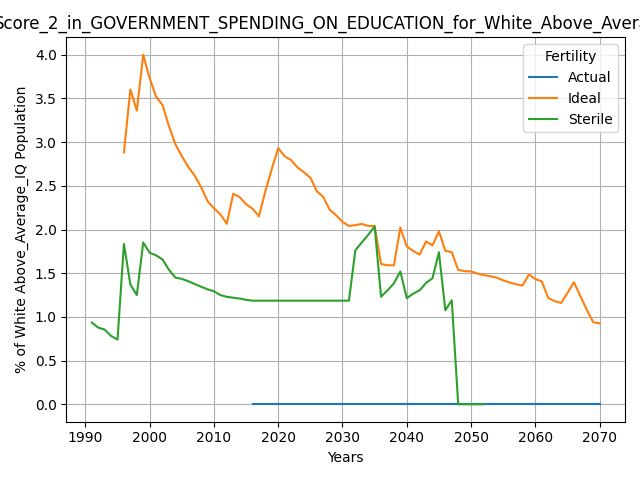 Score_2_in_GOVERNMENT_SPENDING_ON_EDUCATION_for_White_Above_Aver
Fertility
Actual
Ideal
Sterile
% of White Above_Average_IQ Population
4.0
3.5
3.0
2.5
2.0
1.5
1.0
0.5
0.0
1990 2000 2010 2020 2030 2040 2050 2060 2070
Years